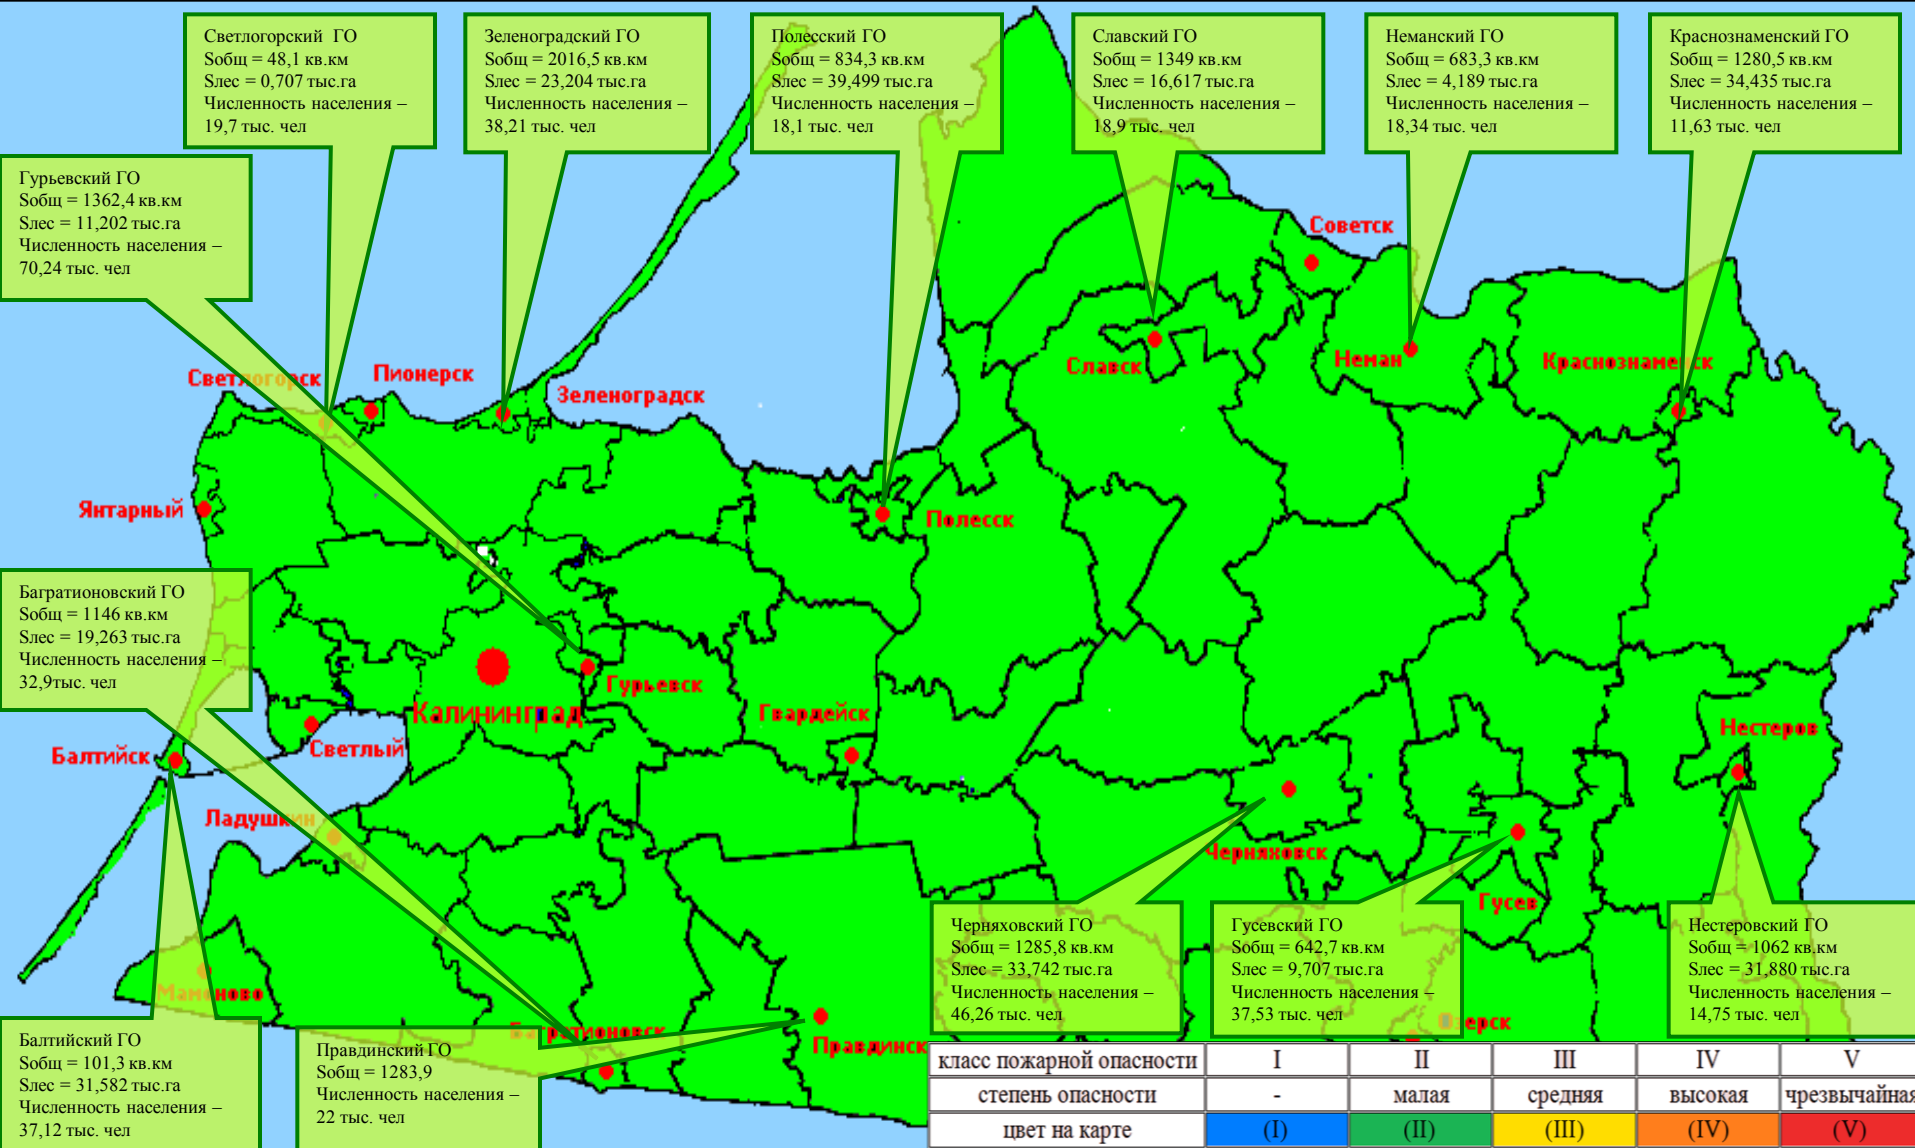 Светлогорский ГО
Sобщ = 48,1 кв.км
Sлес = 0,707 тыс.га
Численность населения –
19,7 тыс. чел
Зеленоградский ГО
Sобщ = 2016,5 кв.км
Sлес = 23,204 тыс.га
Численность населения –
38,21 тыс. чел
Полесский ГО
Sобщ = 834,3 кв.км
Sлес = 39,499 тыс.га
Численность населения –
18,1 тыс. чел
Славский ГО
Sобщ = 1349 кв.км
Sлес = 16,617 тыс.га
Численность населения –
18,9 тыс. чел
Неманский ГО
Sобщ = 683,3 кв.км
Sлес = 4,189 тыс.га
Численность населения –
18,34 тыс. чел
Краснознаменский ГО
Sобщ = 1280,5 кв.км
Sлес = 34,435 тыс.га
Численность населения –
11,63 тыс. чел
Гурьевский ГО
Sобщ = 1362,4 кв.км
Sлес = 11,202 тыс.га
Численность населения –
70,24 тыс. чел
Советск
Славск
Неман
Краснознаменск
Светлогорск
Пионерск
Зеленоградск
Янтарный
Полесск
Багратионовский ГО
Sобщ = 1146 кв.км
Sлес = 19,263 тыс.га
Численность населения –
32,9тыс. чел
Гурьевск
Калининград
Гвардейск
Нестеров
Балтийск
Светлый
Ладушкин
Черняховск
Гусев
Мамоново
Багратионовск
Правдинск
Озерск
Черняховский ГО
Sобщ = 1285,8 кв.км
Sлес = 33,742 тыс.га
Численность населения –
46,26 тыс. чел
Гусевский ГО
Sобщ = 642,7 кв.км
Sлес = 9,707 тыс.га
Численность населения –
37,53 тыс. чел
Нестеровский ГО
Sобщ = 1062 кв.км
Sлес = 31,880 тыс.га
Численность населения –
14,75 тыс. чел
Балтийский ГО
Sобщ = 101,3 кв.км
Sлес = 31,582 тыс.га
Численность населения –
37,12 тыс. чел
Правдинский ГО
Sобщ = 1283,9
Численность населения –
22 тыс. чел
класс пожарной опасности I II III IV V
степень опасности - малая средняя высокая чрезвычайная
цвет на карте (I) (II) (III) (IV) (V)